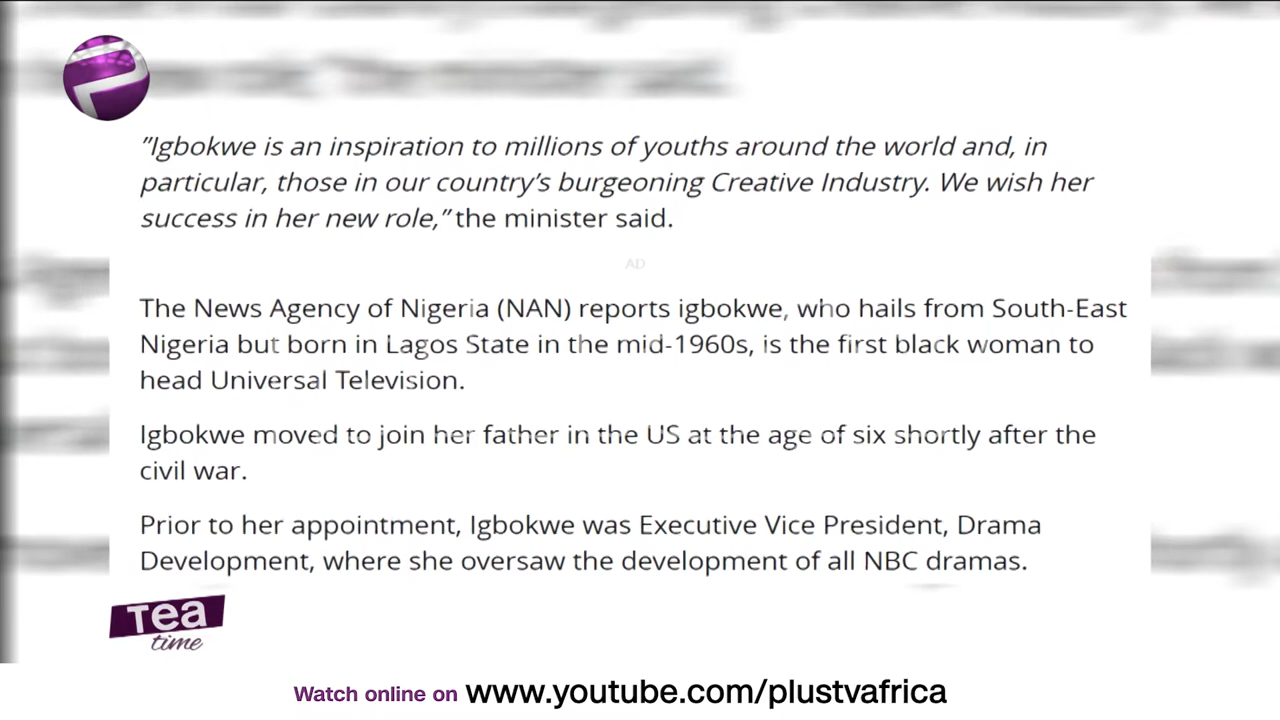 "Igbokwe is an inspiration to millions of youths around the world and, in
particular, those in our country's burgeoning Creative Industry. We wish her
success in her new role," the minister said.
AD
The News Agency of Nigeria (NAN) reports igbokwe, who hails from South-East
Nigeria but born in Lagos State in the mid-1960s, is the first black woman to
head Universal Television.
Igbokwe moved to join her father in the US at the age of six shortly after the
civil war.
Prior to her appointment, Igbokwe was Executive Vice President, Drama
Development, where she oversaw the development of all NBC dramas.
Tea
time
Watch online on www.youtube.com/plustvafrica